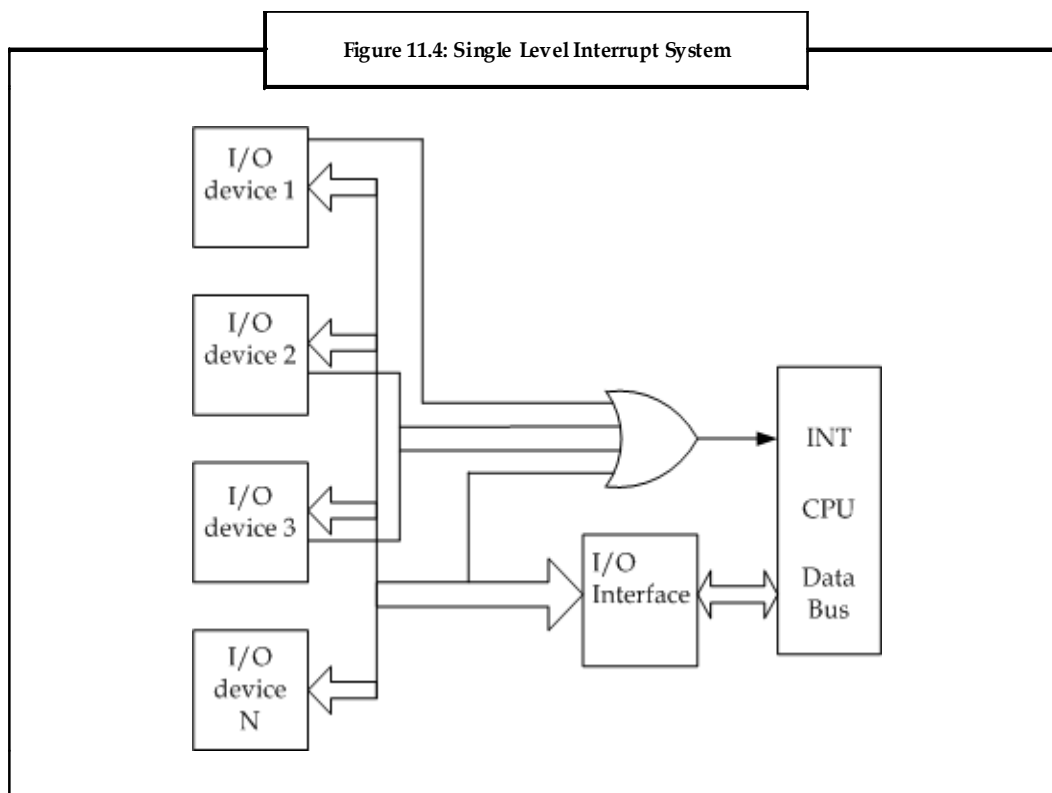 Figure 11.4: Single Level Interrupt System
I/O
device 1
I/O
device 2
I/O
device 3
I/O
device
N
INT
CPU
Data
Bus
I/O
Interface